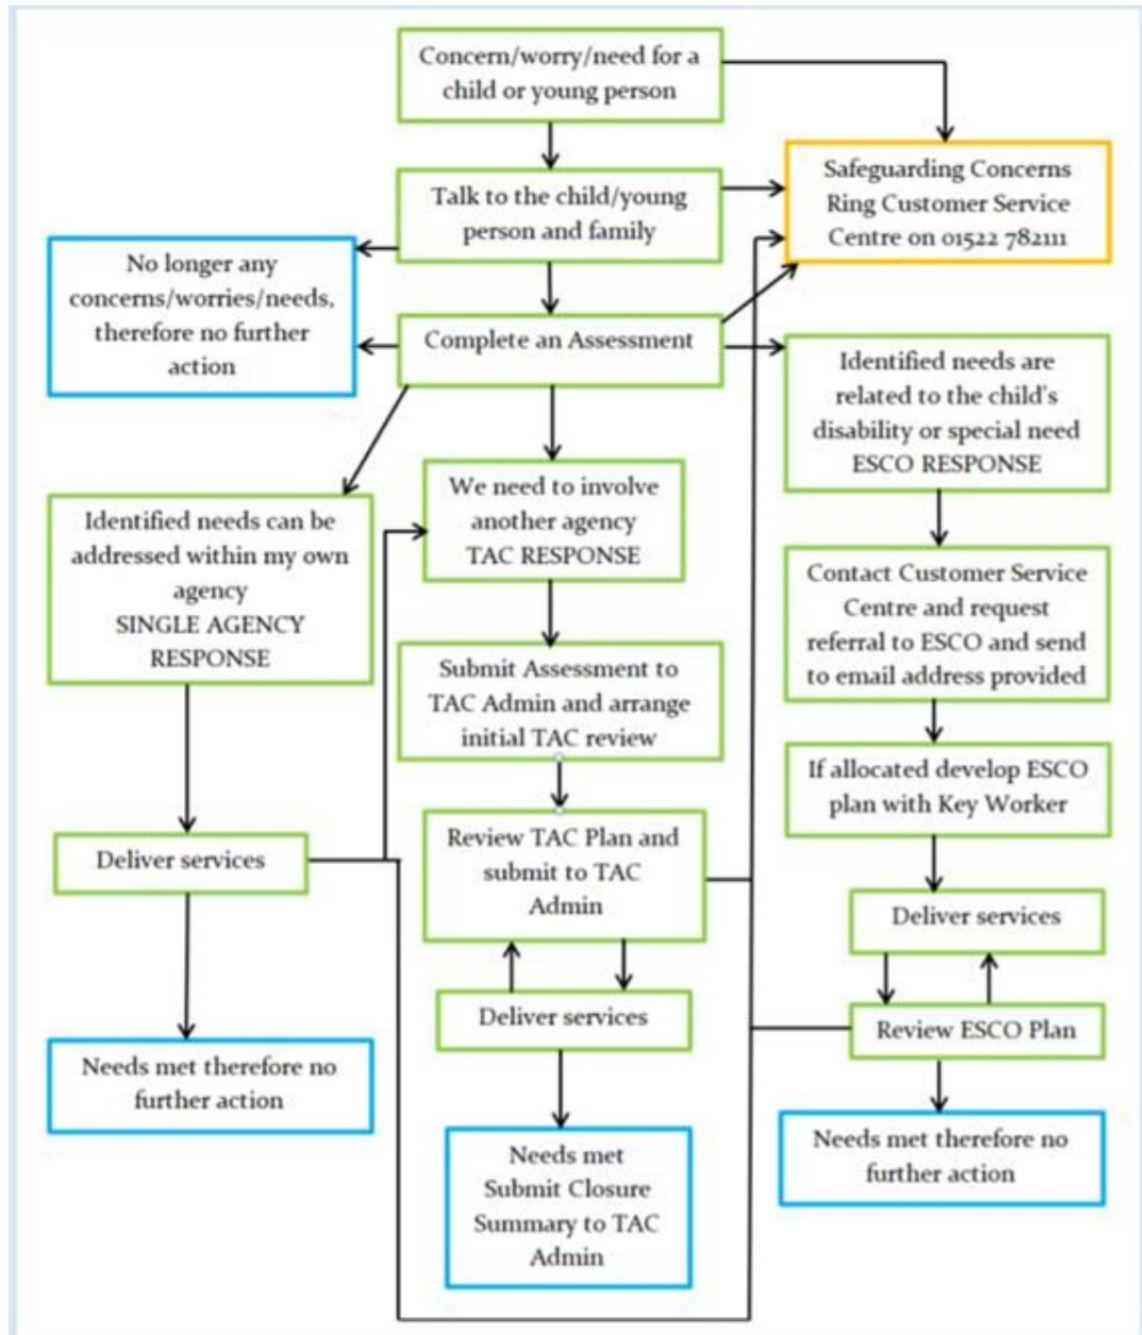 Concern/worry/need for a
child or young person
Safeguarding Concerns
Ring Customer Service
Centre on 01522 782111
Talk to the child/young
person and family
No longer any
concerns/worries/needs,
therefore no further
action
Complete an Assessment
Identified needs are
related to the child's
disability or special need
ESCO RESPONSE
Identified needs can be
addressed within my own
agency
SINGLE AGENCY
RESPONSE
We need to involve
another agency
TAC RESPONSE
Contact Customer Service
Centre and request
referral to ESCO and send
to email address provided
Submit Assessment to
TAC Admin and arrange
initial TAC review
If allocated develop ESCO
plan with Key Worker
Deliver services
Review TAC Plan and
submit to TAC
Admin
Deliver services
Deliver services
Review ESCO Plan
Needs met therefore no
further action
Needs met
Submit Closure
Summary to TAC
Admin
Needs met therefore no
further action